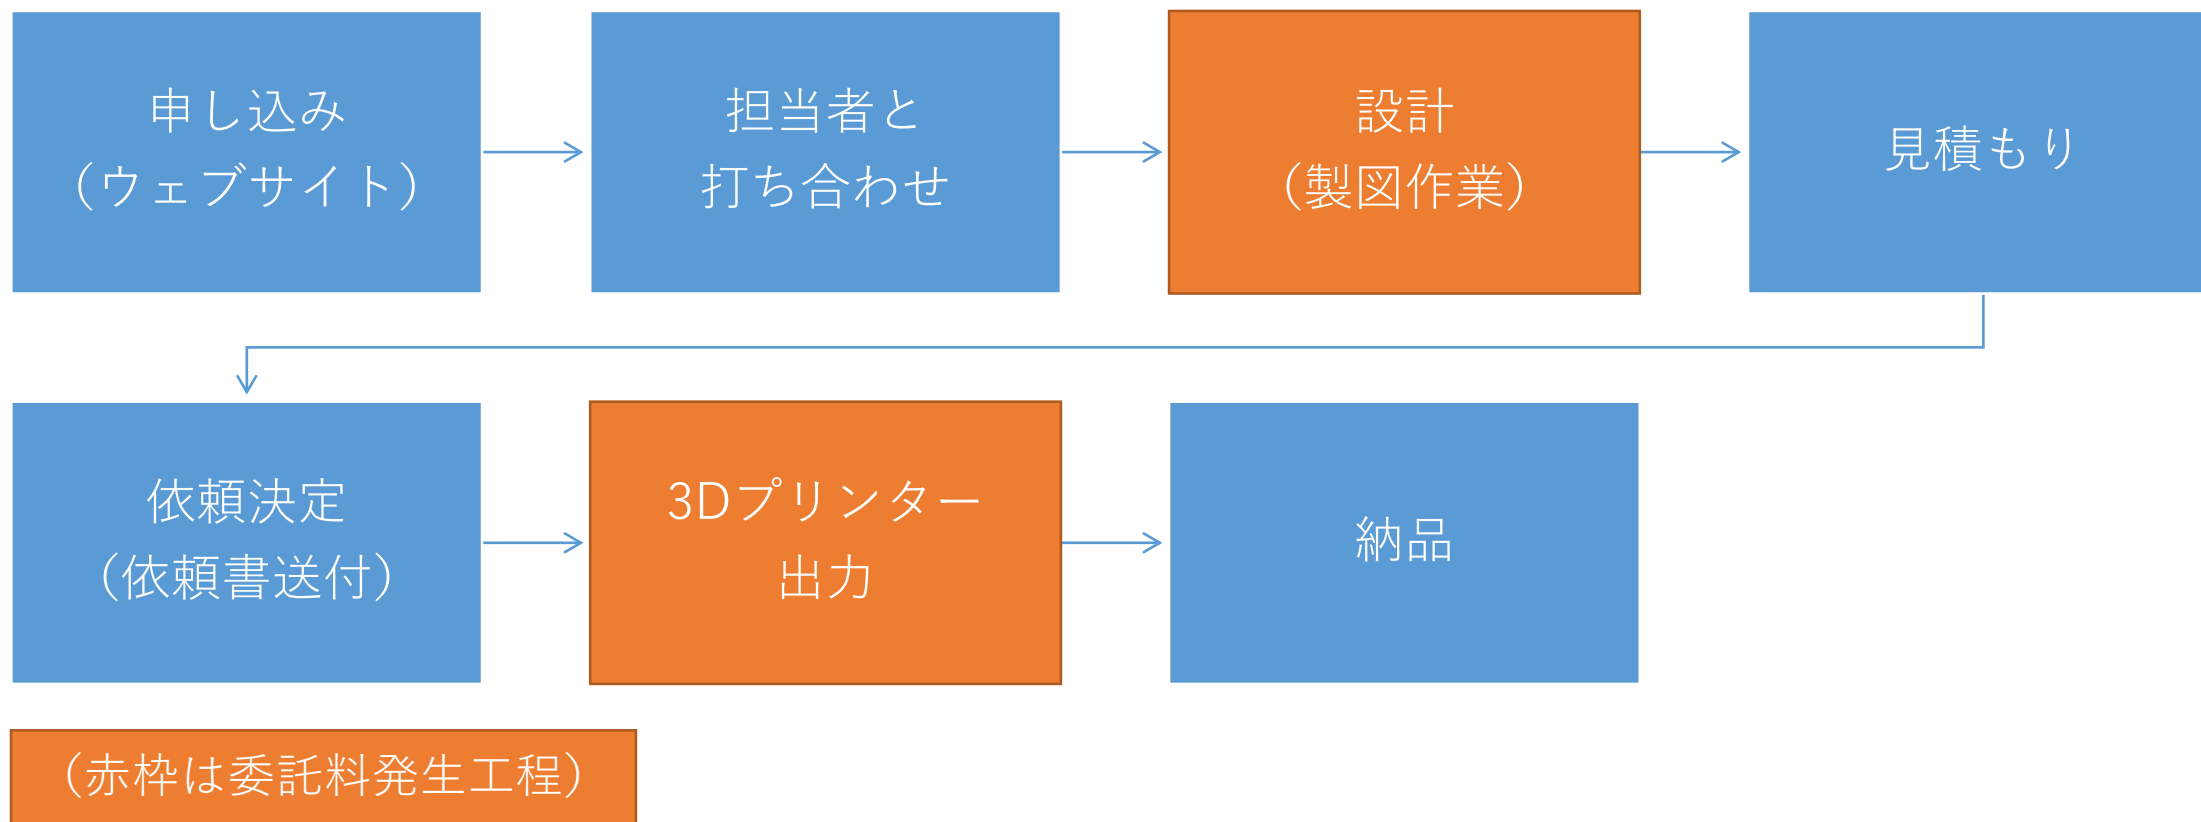 申し込み
（ウェブサイト）
担当者と
打ち合わせ
設計
（製図作業）
見積もり
依頼決定
（依頼書送付）
3Dプリンター
出力
納品
（赤枠は委託料発生工程）